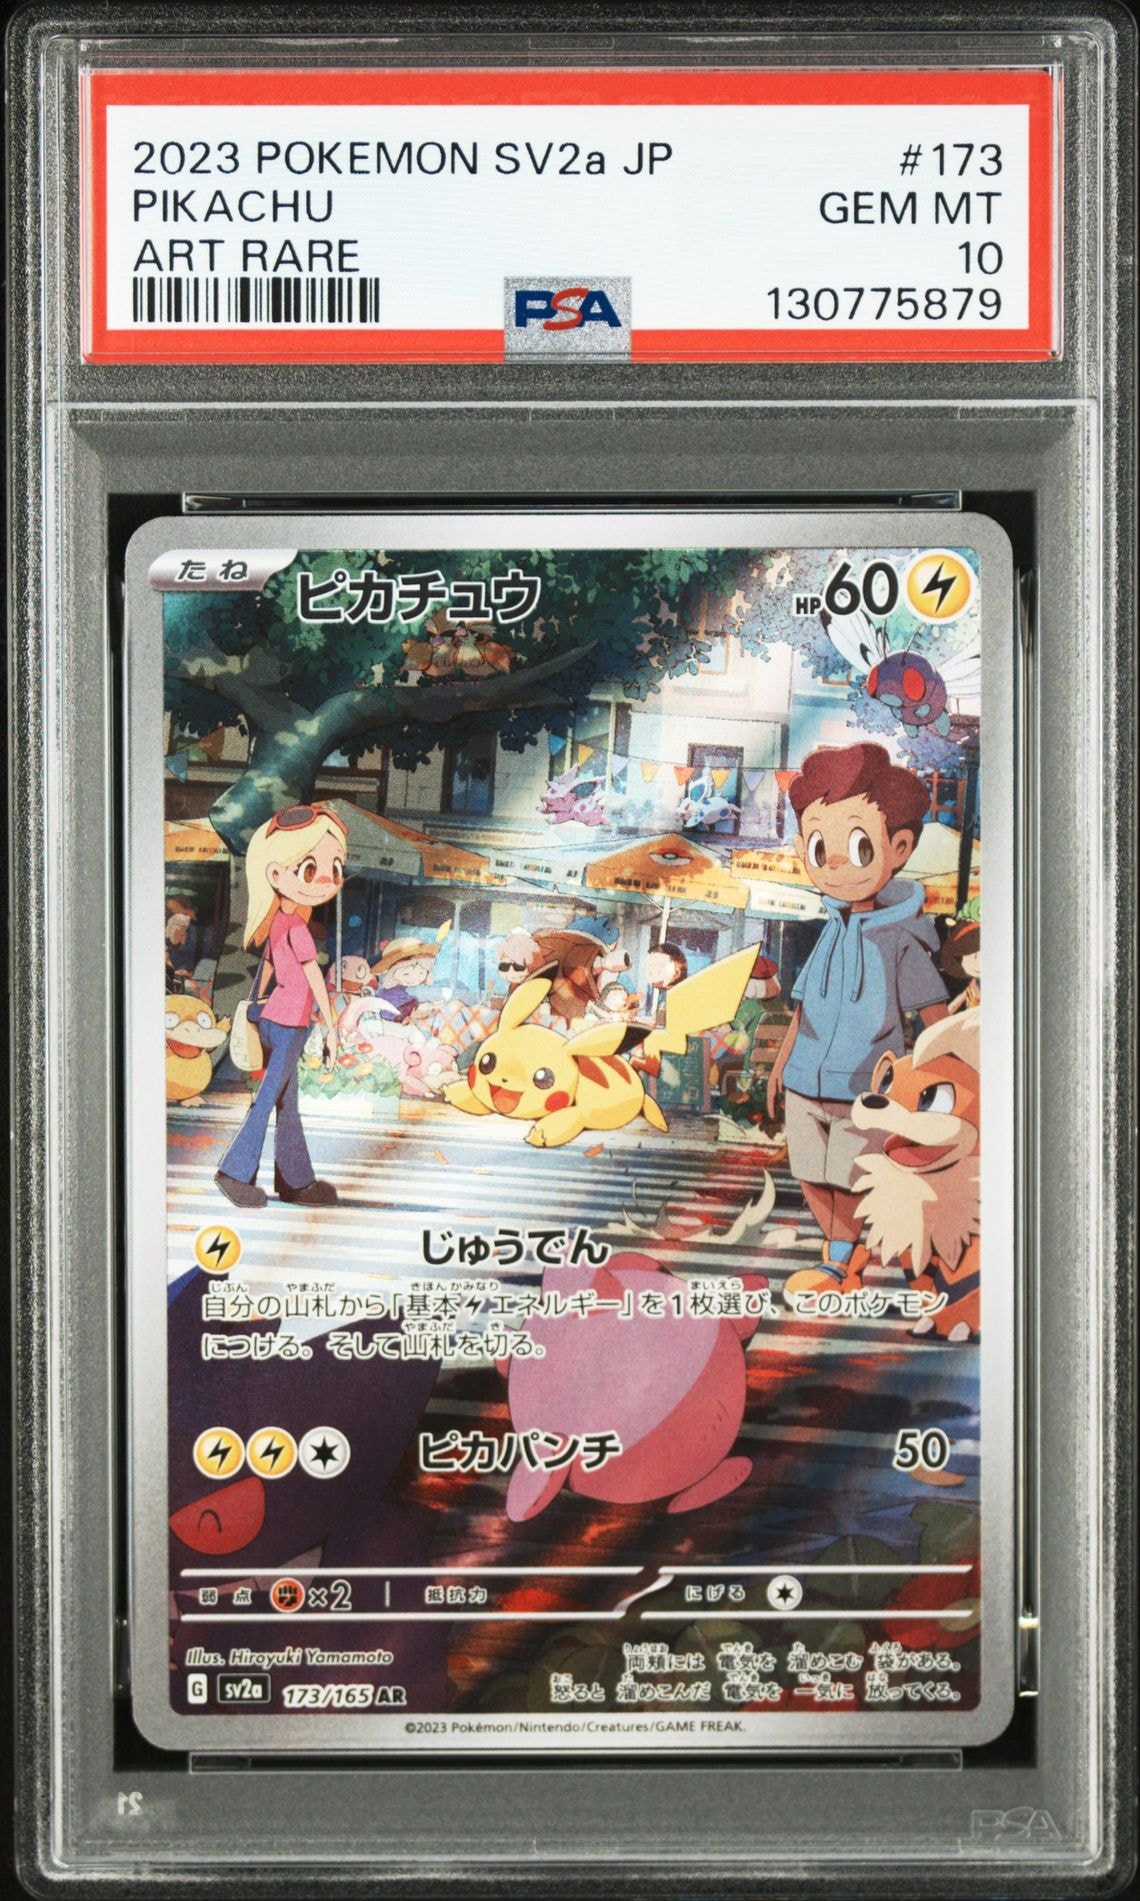 2023 POKEMON SV2a JP #173
PIKACHU GEM MT
ART RARE 10
PSA 130775879
たね ピカチュウ HP60
じゅうでん
自分の山札から「基本エネルギー」を1枚選び、このポケモン
につける。そして山札を切る。
ピカパンチ 50
弱点 ×2 抵抗力 にげる
Illus. Hiroyuki Yamamoto
両頬には 電気を 溜めこむ 袋がある。
怒ると 溜めこんだ 電気を 一気に 放ってくる。
G sv2a 173/165 AR
©2023 Pokémon/Nintendo/Creatures/GAME FREAK.
21 PSA